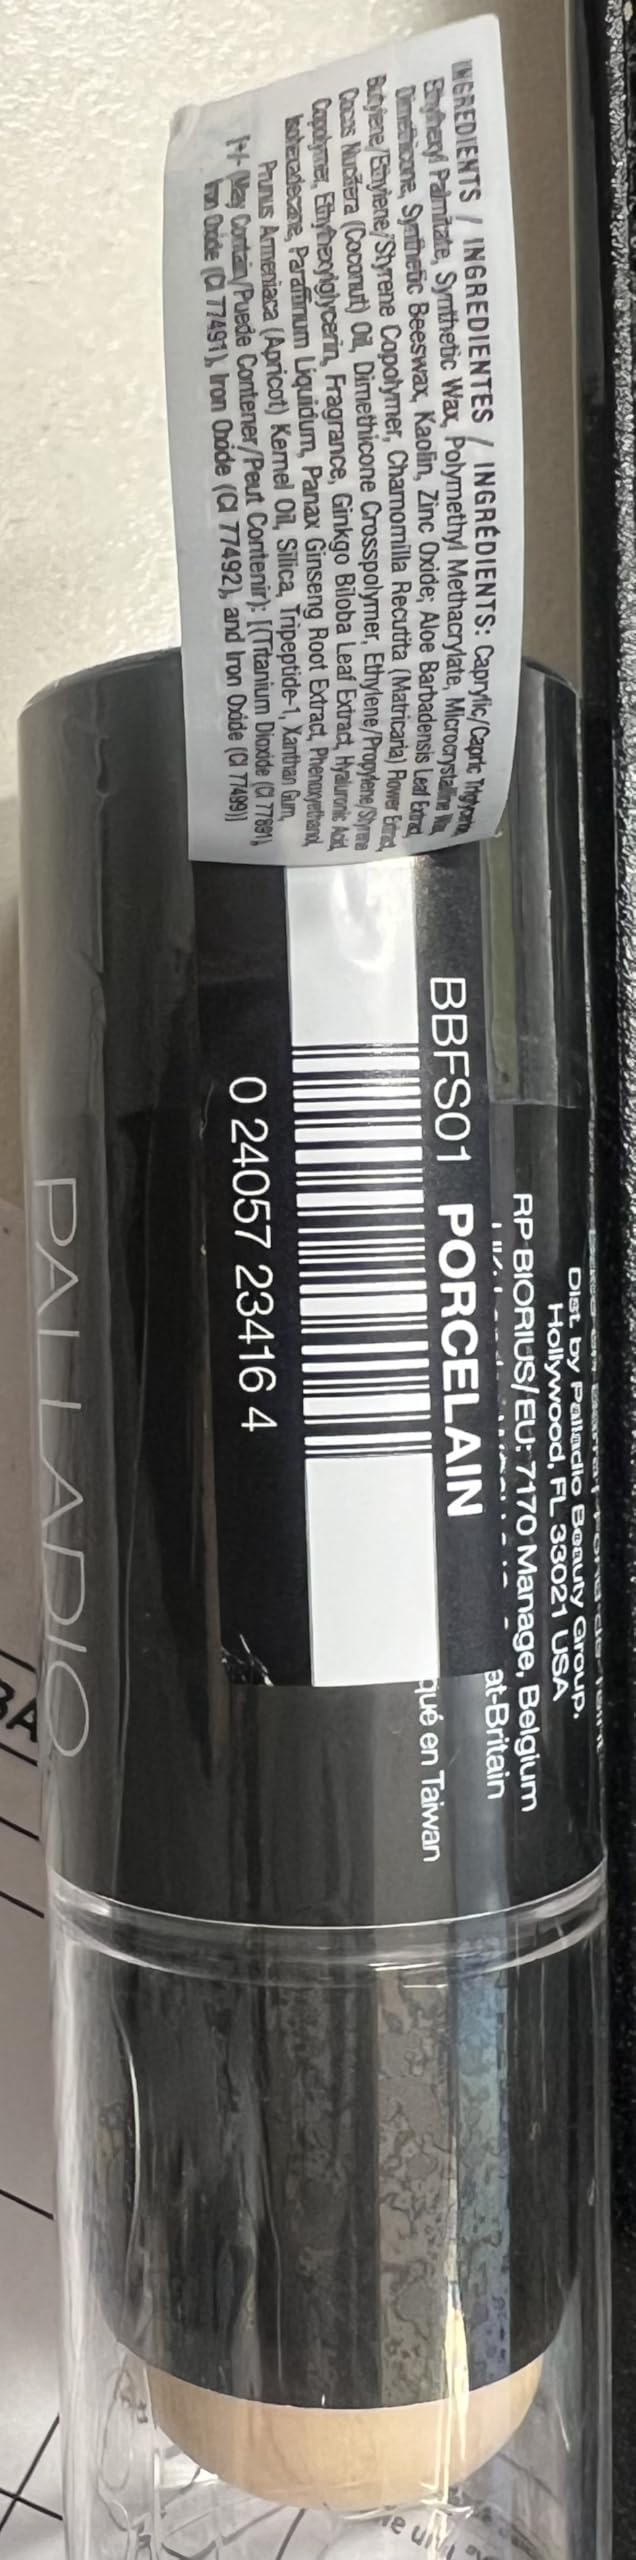 INGREDIENTS / INGREDIENTES / INGRÉDIENTS: Caprylic/Capric Triglyceride,
Ethylhexyl Palmitate, Synthetic Wax, Polymethyl Methacrylate, Microcrystalline Wax,
Dimethicone, Synthetic Beeswax, Kaolin, Zinc Oxide; Aloe Barbadensis Leaf Extract,
Butylene/Ethylene/Styrene Copolymer, Chamomilla Recutita (Matricaria) Flower Extract,
Cocos Nucifera (Coconut) Oil, Dimethicone Crosspolymer, Ethylene/Propylene/Styrene
Copolymer, Ethylhexylglycerin, Fragrance, Ginkgo Biloba Leaf Extract, Hyaluronic Acid,
Isohexadecane, Paraffinum Liquidum, Panax Ginseng Root Extract, Phenoxyethanol,
Prunus Armeniaca (Apricot) Kernel Oil, Silica, Tripeptide-1, Xanthan Gum,
[+/- (May Contain/Puede Contener/Peut Contenir): [(Titanium Dioxide (CI 77891),
Iron Oxide (CI 77491), Iron Oxide (CI 77492), and Iron Oxide (CI 77499)]
Dist. by Palladio Beauty Group.
Hollywood, FL 33021 USA
RP BIORIUS/EU: 7170 Manage, Belgium
at-Britain
qué en Taiwan
BBFS01 PORCELAIN
0 24057 23416 4
PALLADIO
BA